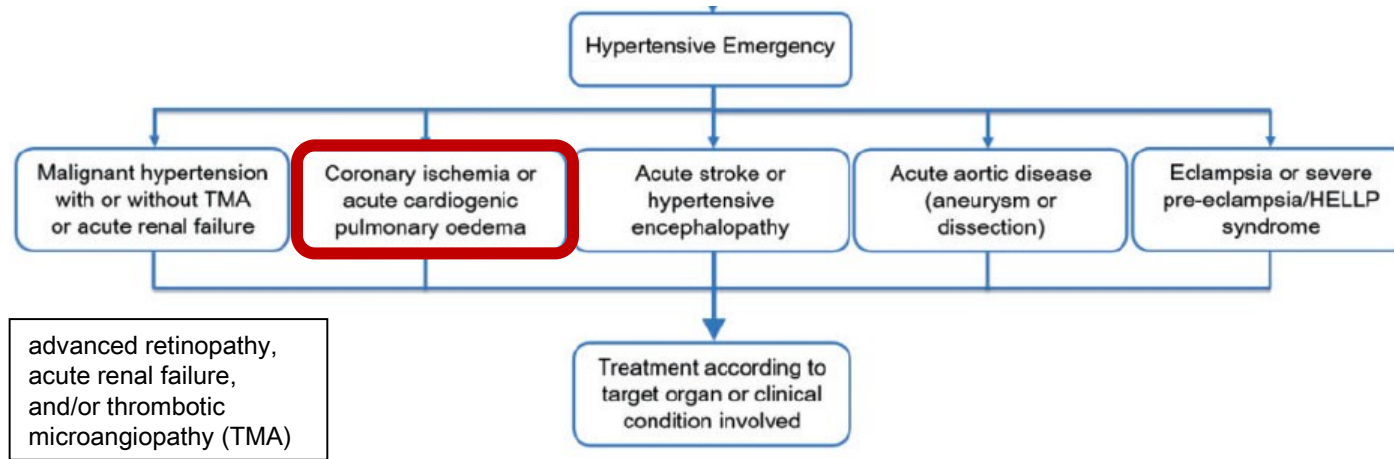 Hypertensive Emergency
Malignant hypertension
with or without TMA
or acute renal failure
Coronary ischemia or
acute cardiogenic
pulmonary oedema
Acute stroke or
hypertensive
encephalopathy
Acute aortic disease
(aneurysm or
dissection)
Eclampsia or severe
pre-eclampsia/HELLP
syndrome
advanced retinopathy,
acute renal failure,
and/or thrombotic
microangiopathy (TMA)
Treatment according to
target organ or clinical
condition involved